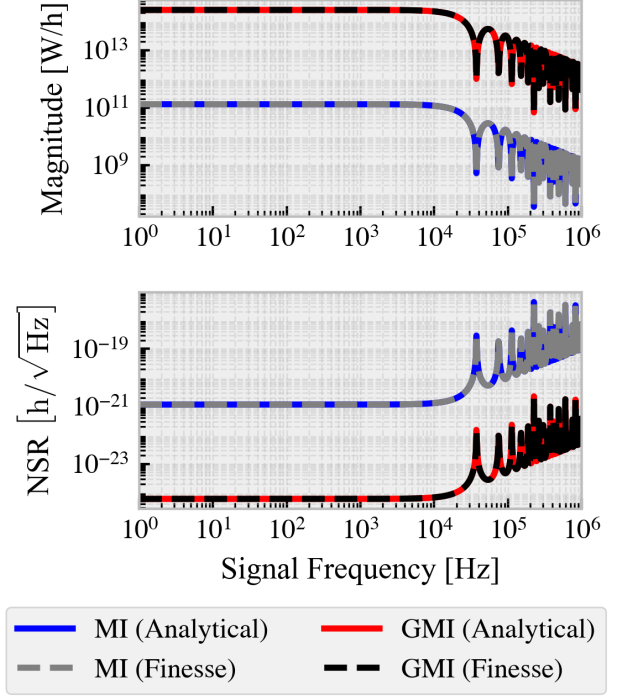 Magnitude [W/h]
10^13
10^11
10^9
10^0 10^1 10^2 10^3 10^4 10^5 10^6
NSR [h/√Hz]
10^−19
10^−21
10^−23
10^0 10^1 10^2 10^3 10^4 10^5 10^6
Signal Frequency [Hz]
MI (Analytical) GMI (Analytical)
MI (Finesse) GMI (Finesse)